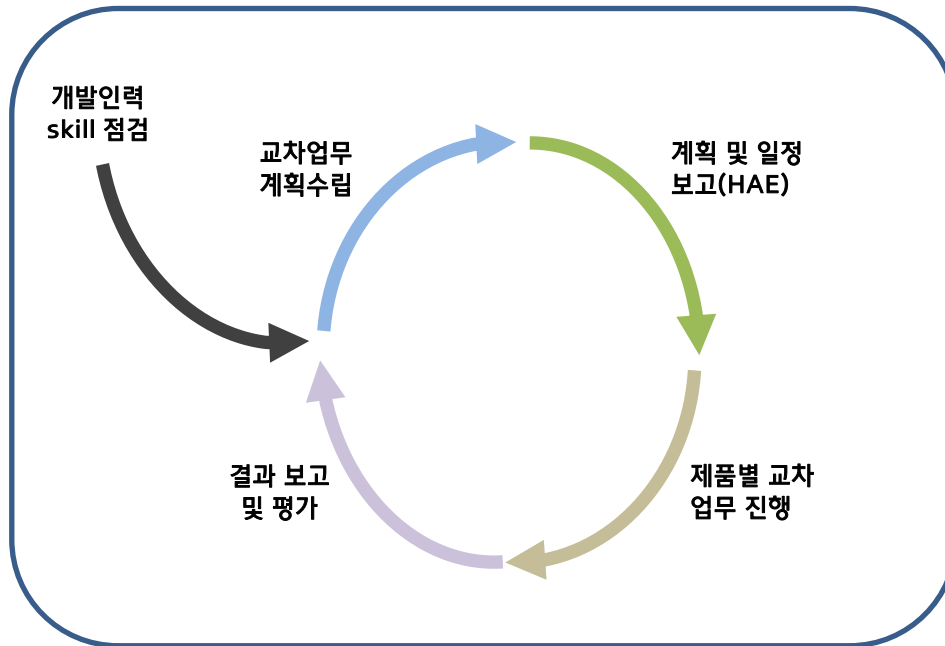 개발인력
skill 점검
교차업무
계획수립
계획 및 일정
보고(HAE)
제품별 교차
업무 진행
결과 보고
및 평가